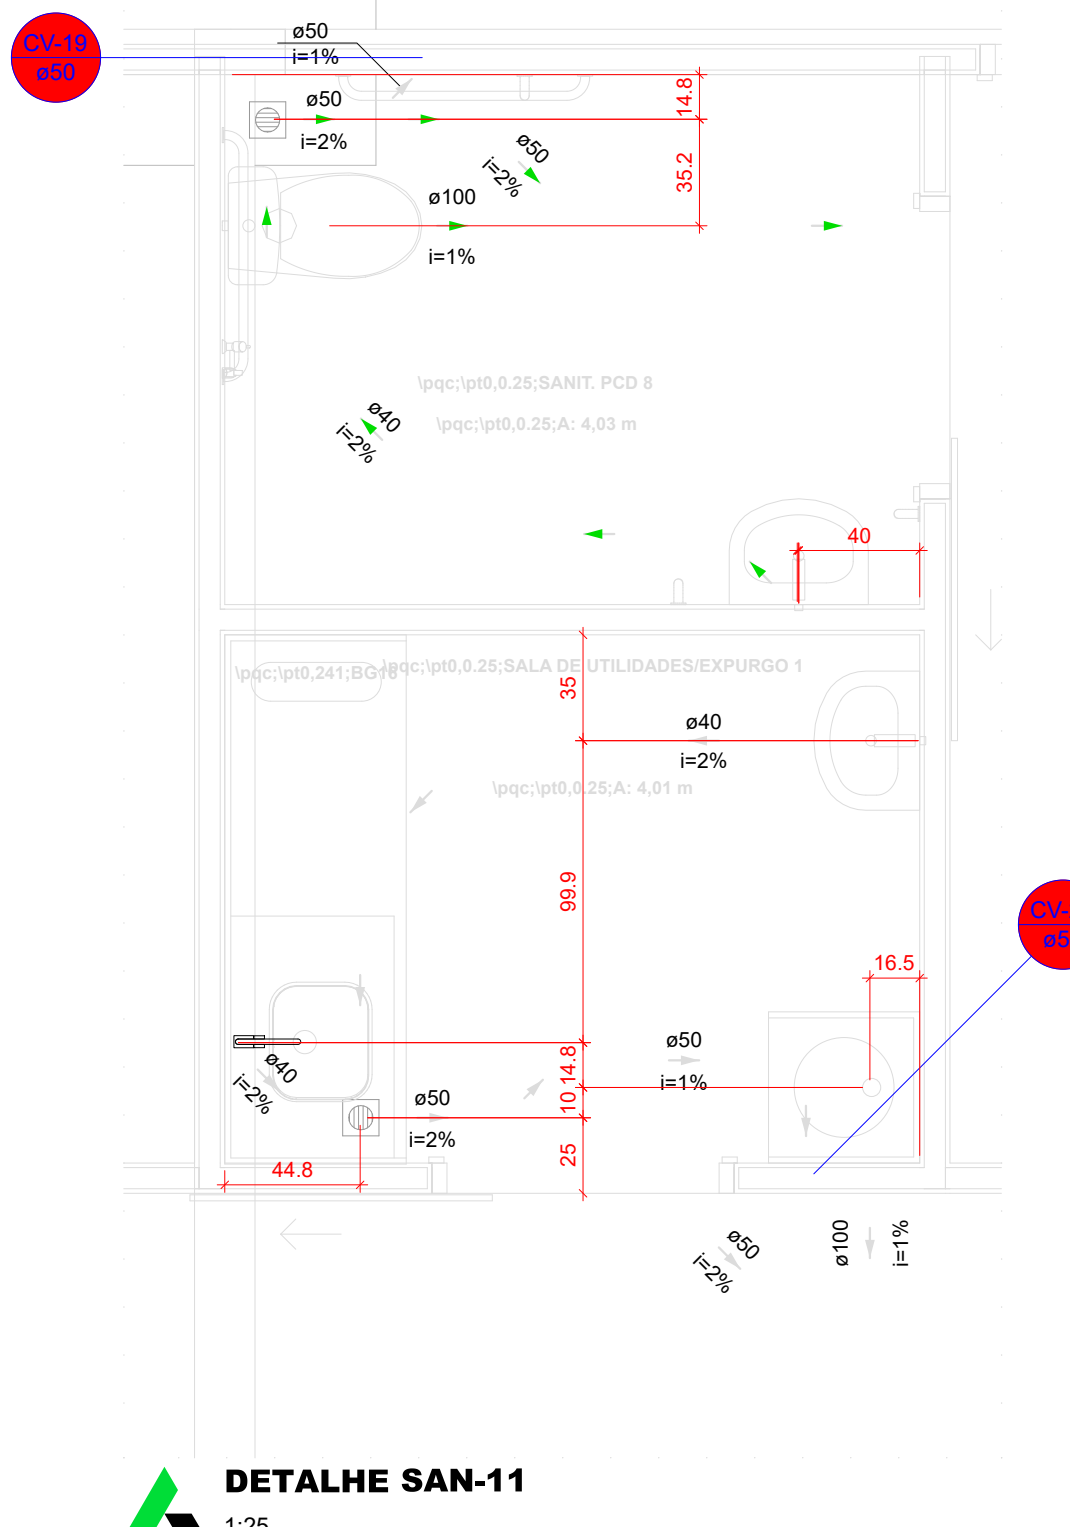 CV-19
ø50
ø50
i=1%
ø50
i=2%
14.8
ø50
i=2%
35.2
ø100
i=1%
\pqc;\pt0,0.25;SANIT. PCD 8
\pqc;\pt0,0.25;A: 4,03 m
ø40
i=2%
40
\pqc;\pt0,241;BG16
\pqc;\pt0,0.25;SALA DE UTILIDADES/EXPURGO 1
35
ø40
i=2%
\pqc;\pt0,0.25;A: 4,01 m
99.9
CV-
ø5
16.5
ø50
i=1%
14.8
ø40
i=2%
10
ø50
i=2%
25
44.8
ø50
i=2%
ø100
i=1%
DETALHE SAN-11
1:25